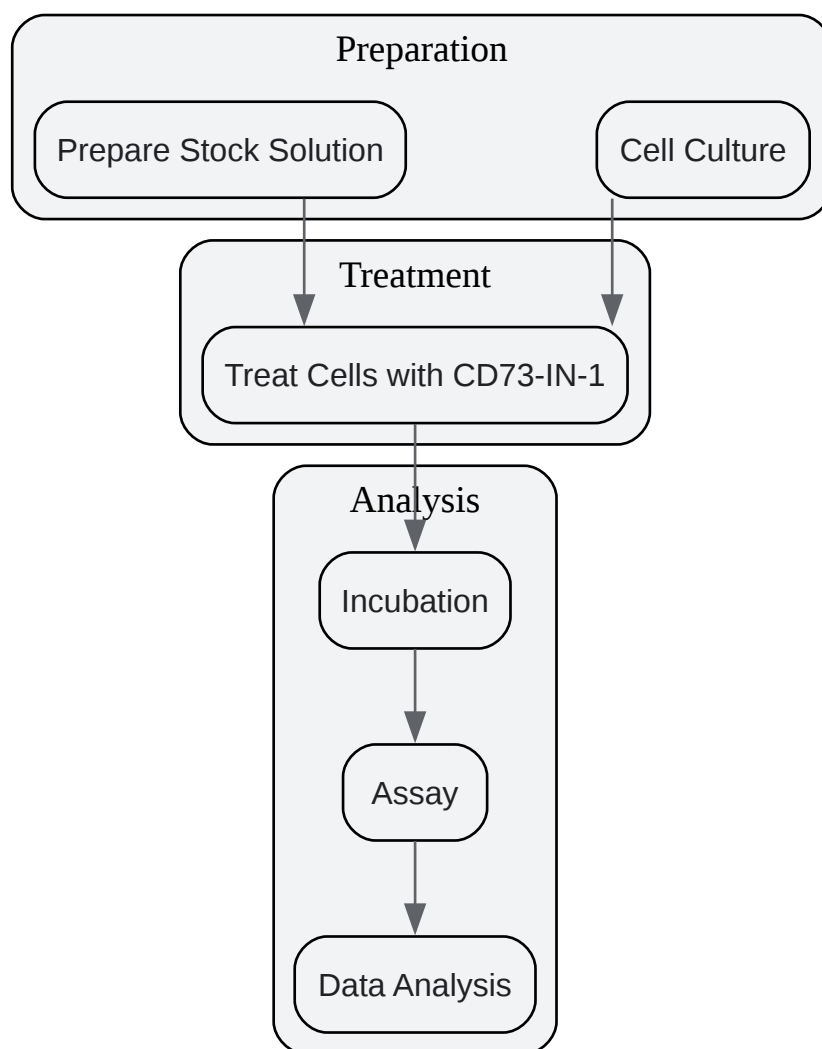 Preparation
Prepare Stock Solution
Cell Culture
Treatment
Treat Cells with CD73-IN-1
Analysis
Incubation
Assay
Data Analysis